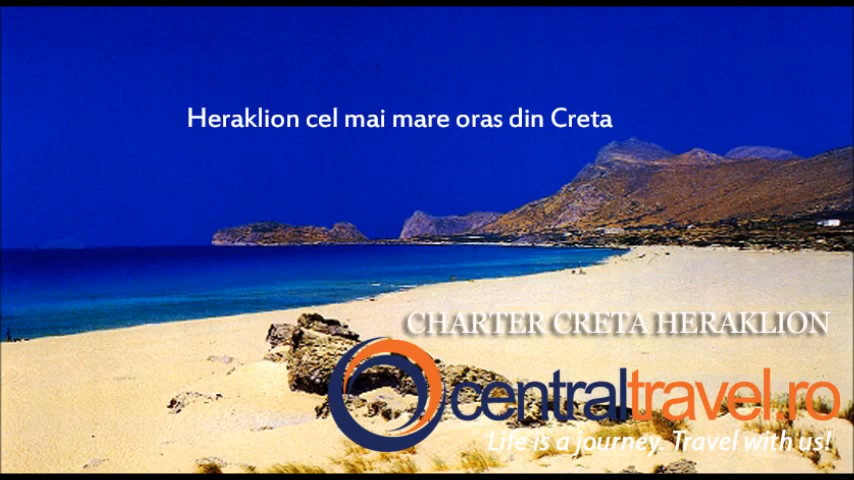 Heraklion cel mai mare oras din Creta
CHARTER CRETA HERAKLION
centraltravel.ro
Life is a journey. Travel with us!